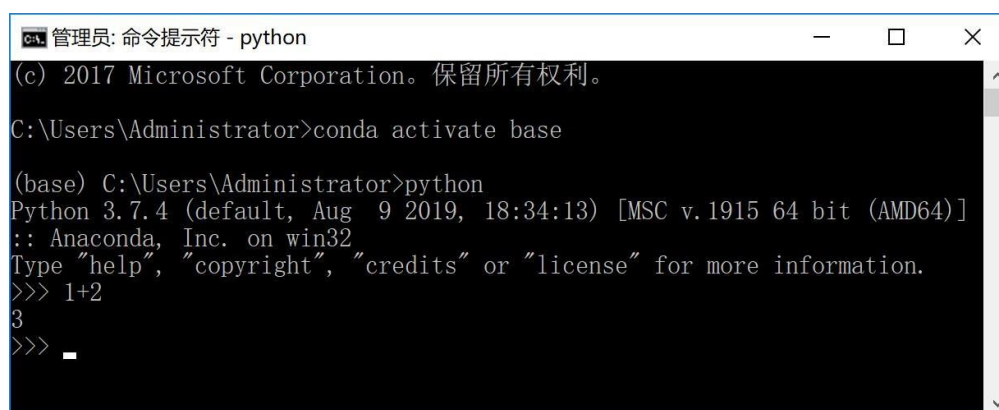 管理员: 命令提示符 - python
(c) 2017 Microsoft Corporation。保留所有权利。
C:\Users\Administrator>conda activate base
(base) C:\Users\Administrator>python
Python 3.7.4 (default, Aug  9 2019, 18:34:13) [MSC v.1915 64 bit (AMD64)]
:: Anaconda, Inc. on win32
Type "help", "copyright", "credits" or "license" for more information.
>>> 1+2
3
>>>